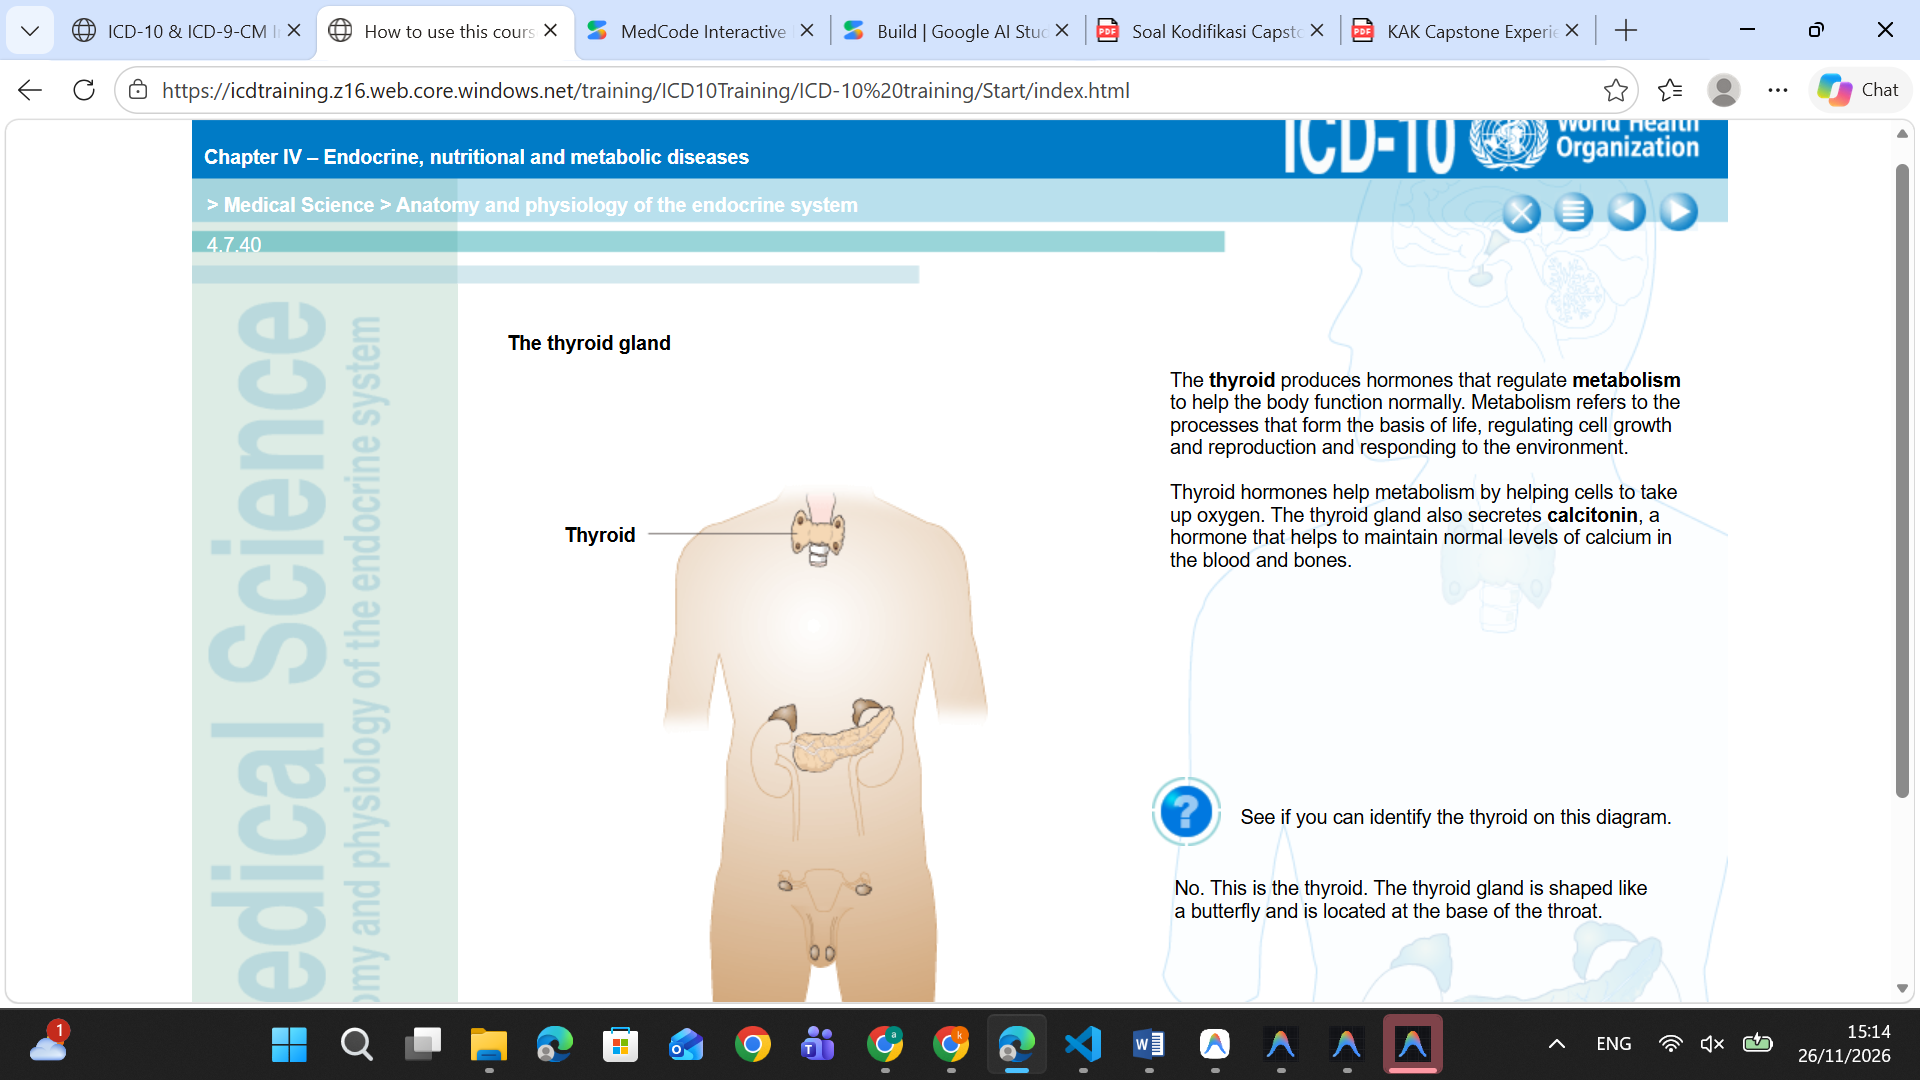 ICD-10 & ICD-9-CM I
How to use this cours
MedCode Interactive
Build | Google AI Stud
Soal Kodifikasi Capsto
KAK Capstone Experie
https://icdtraining.z16.web.core.windows.net/training/ICD10Training/ICD-10%20training/Start/index.html
Chat
Chapter IV – Endocrine, nutritional and metabolic diseases
ICD-10
World Health
Organization
> Medical Science > Anatomy and physiology of the endocrine system
4.7.40
edical Science
omy and physiology of the endocrine system
The thyroid gland
Thyroid
The thyroid produces hormones that regulate metabolism
to help the body function normally. Metabolism refers to the
processes that form the basis of life, regulating cell growth
and reproduction and responding to the environment.
Thyroid hormones help metabolism by helping cells to take
up oxygen. The thyroid gland also secretes calcitonin, a
hormone that helps to maintain normal levels of calcium in
the blood and bones.
?
See if you can identify the thyroid on this diagram.
No. This is the thyroid. The thyroid gland is shaped like
a butterfly and is located at the base of the throat.
1
ENG
15:14
26/11/2026